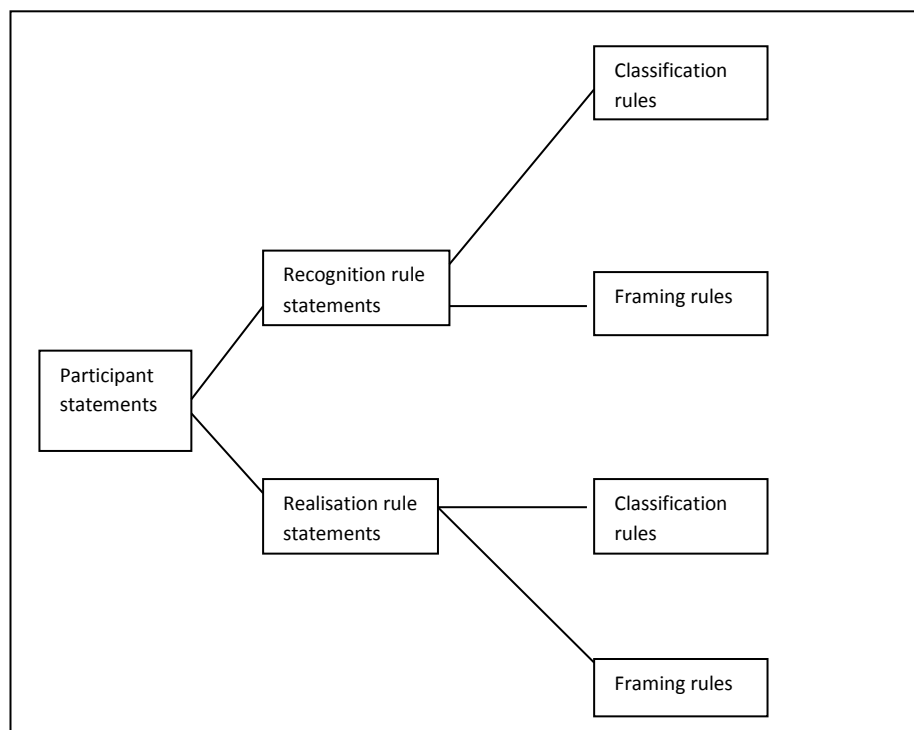 Classification
rules
Recognition rule
statements
Framing rules
Participant
statements
Realisation rule
statements
Classification
rules
Framing rules